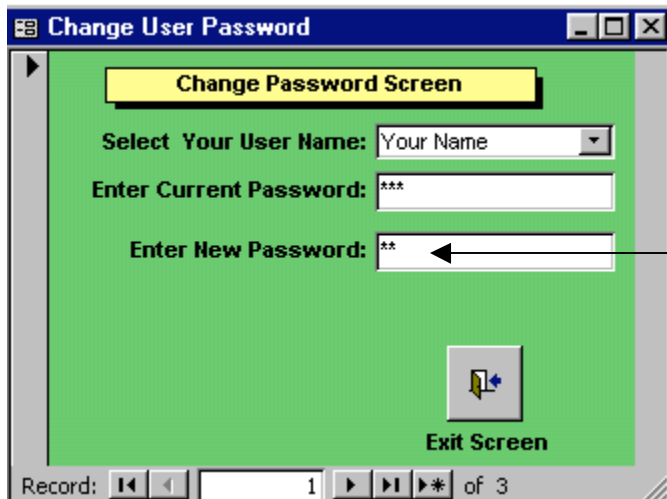 Change User Password
Change Password Screen
Select Your User Name: Your Name
Enter Current Password: ***
Enter New Password: **
Exit Screen
Record: 1 of 3